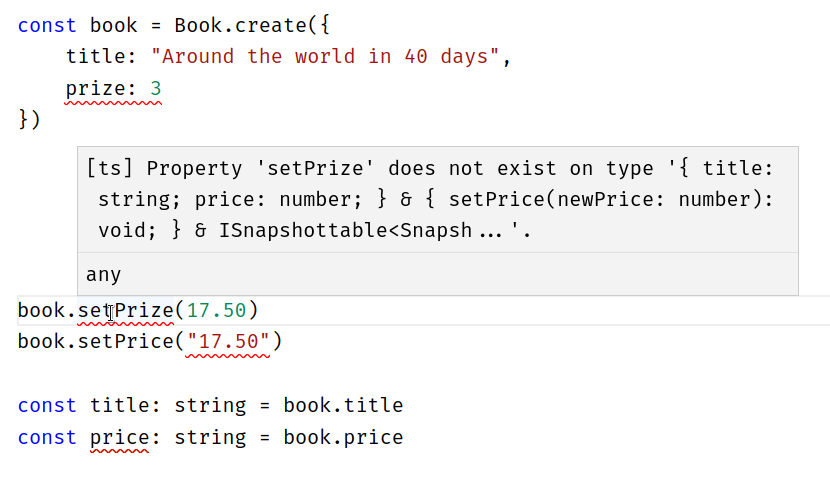 const book = Book.create({
title: "Around the world in 40 days",
prize: 3
})
[ts] Property 'setPrize' does not exist on type '{ title:
string; price: number; } & { setPrice(newPrice: number):
void; } & ISnapshottable<Snapsh...'.
any
book.setPrize(17.50)
book.setPrice("17.50")
const title: string = book.title
const price: string = book.price